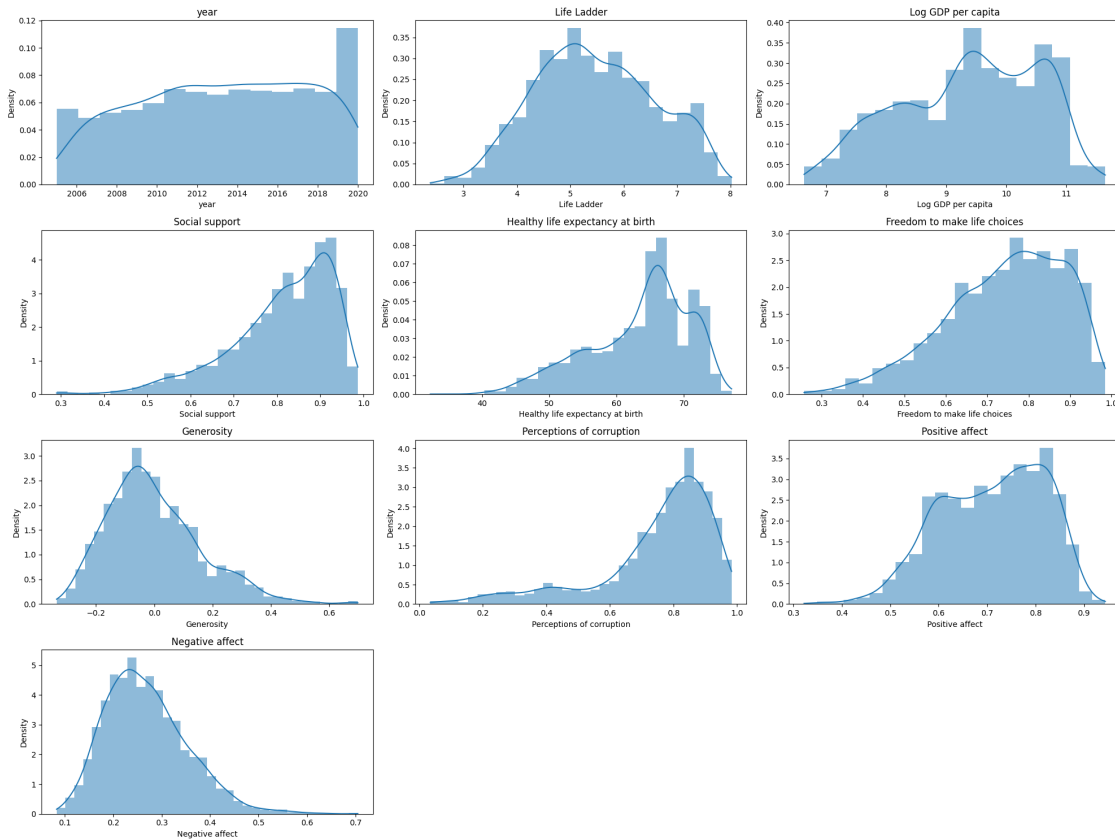 year
Density
0.12
0.10
0.08
0.06
0.04
0.02
0.00
2006 2008 2010 2012 2014 2016 2018 2020
year
Life Ladder
Density
0.35
0.30
0.25
0.20
0.15
0.10
0.05
0.00
3 4 5 6 7 8
Life Ladder
Log GDP per capita
Density
0.40
0.35
0.30
0.25
0.20
0.15
0.10
0.05
0.00
7 8 9 10 11
Log GDP per capita
Social support
Density
4
3
2
1
0
0.3 0.4 0.5 0.6 0.7 0.8 0.9 1.0
Social support
Healthy life expectancy at birth
Density
0.08
0.07
0.06
0.05
0.04
0.03
0.02
0.01
0.00
40 50 60 70
Healthy life expectancy at birth
Freedom to make life choices
Density
3.0
2.5
2.0
1.5
1.0
0.5
0.0
0.3 0.4 0.5 0.6 0.7 0.8 0.9 1.0
Freedom to make life choices
Generosity
Density
3.0
2.5
2.0
1.5
1.0
0.5
0.0
−0.2 0.0 0.2 0.4 0.6
Generosity
Perceptions of corruption
Density
4.0
3.5
3.0
2.5
2.0
1.5
1.0
0.5
0.0
0.0 0.2 0.4 0.6 0.8 1.0
Perceptions of corruption
Positive affect
Density
3.5
3.0
2.5
2.0
1.5
1.0
0.5
0.0
0.4 0.5 0.6 0.7 0.8 0.9
Positive affect
Negative affect
Density
5
4
3
2
1
0
0.1 0.2 0.3 0.4 0.5 0.6 0.7
Negative affect